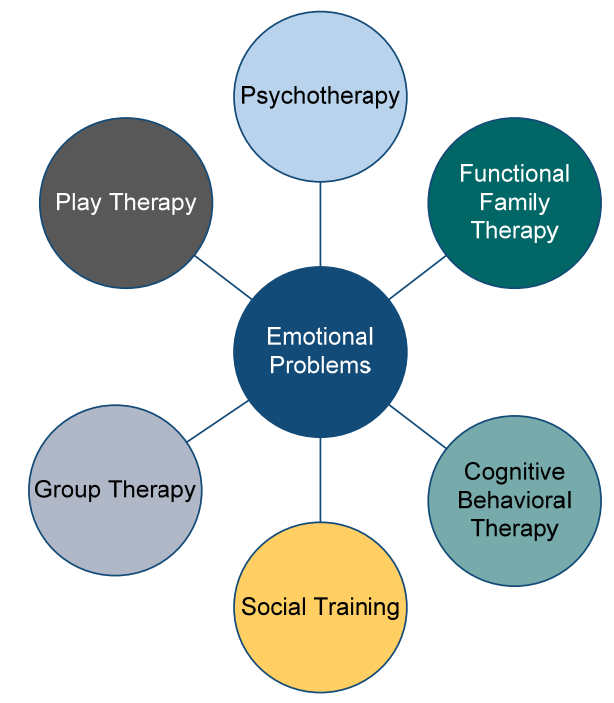 Psychotherapy
Functional
Family
Therapy
Play Therapy
Emotional
Problems
Cognitive
Behavioral
Therapy
Group Therapy
Social Training